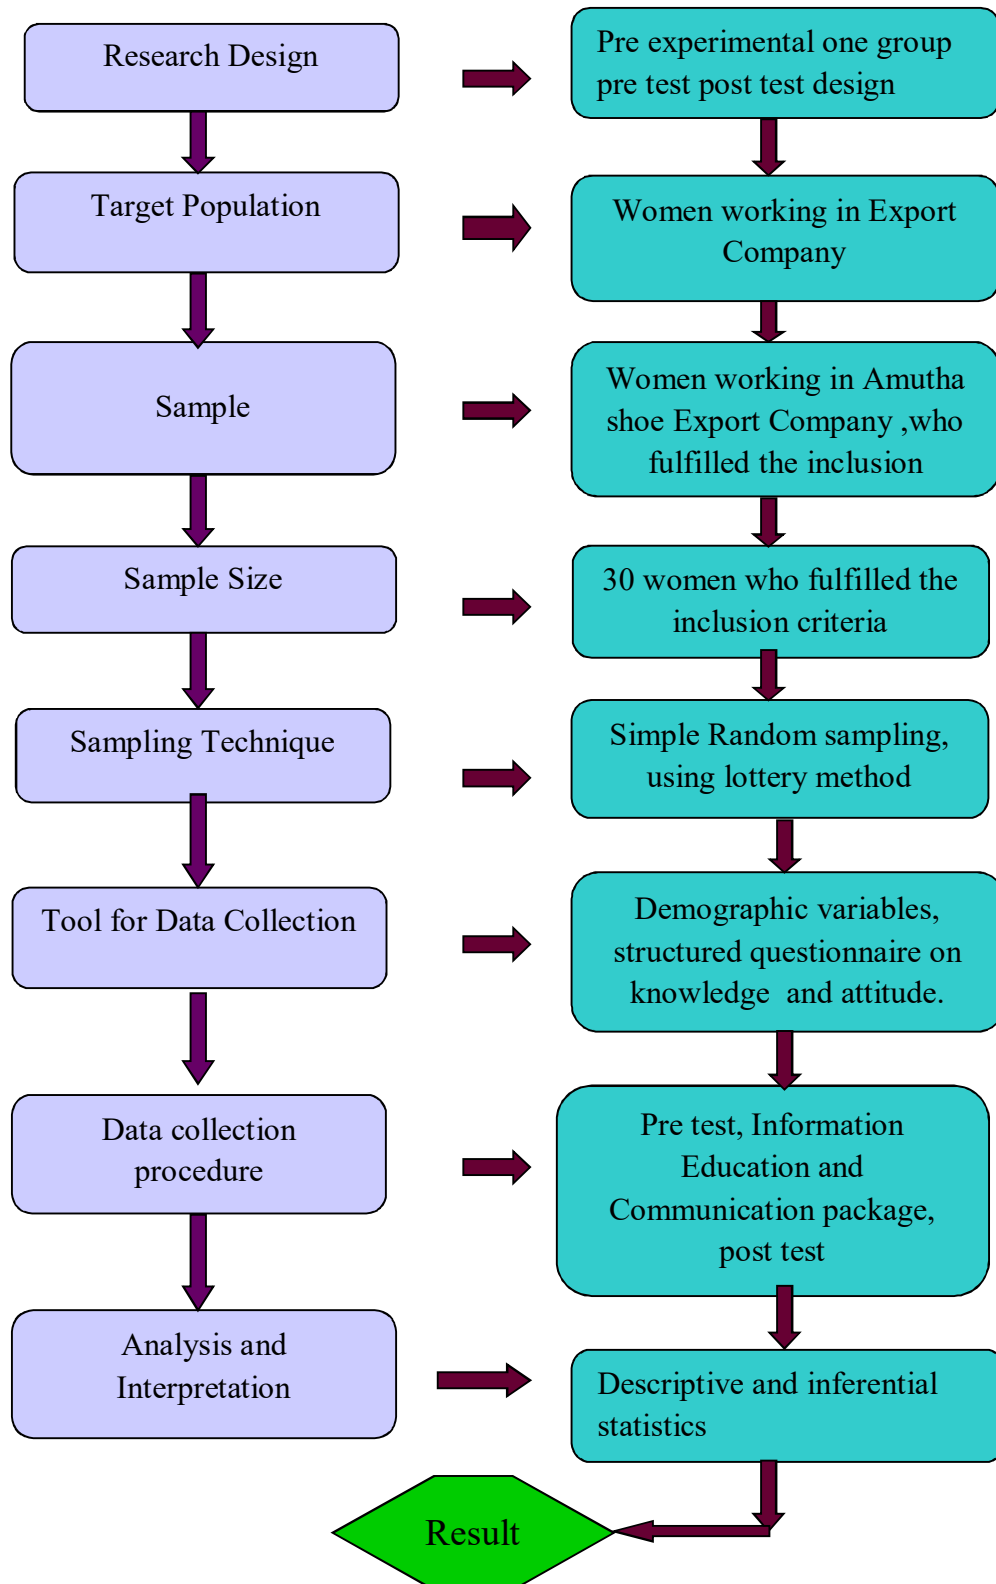 Research Design
Pre experimental one group
pre test post test design
Target Population
Women working in Export
Company
Sample
Women working in Amutha
shoe Export Company ,who
fulfilled the inclusion
Sample Size
30 women who fulfilled the
inclusion criteria
Sampling Technique
Simple Random sampling,
using lottery method
Tool for Data Collection
Demographic variables,
structured questionnaire on
knowledge and attitude.
Data collection
procedure
Pre test, Information
Education and
Communication package,
post test
Analysis and
Interpretation
Descriptive and inferential
statistics
Result